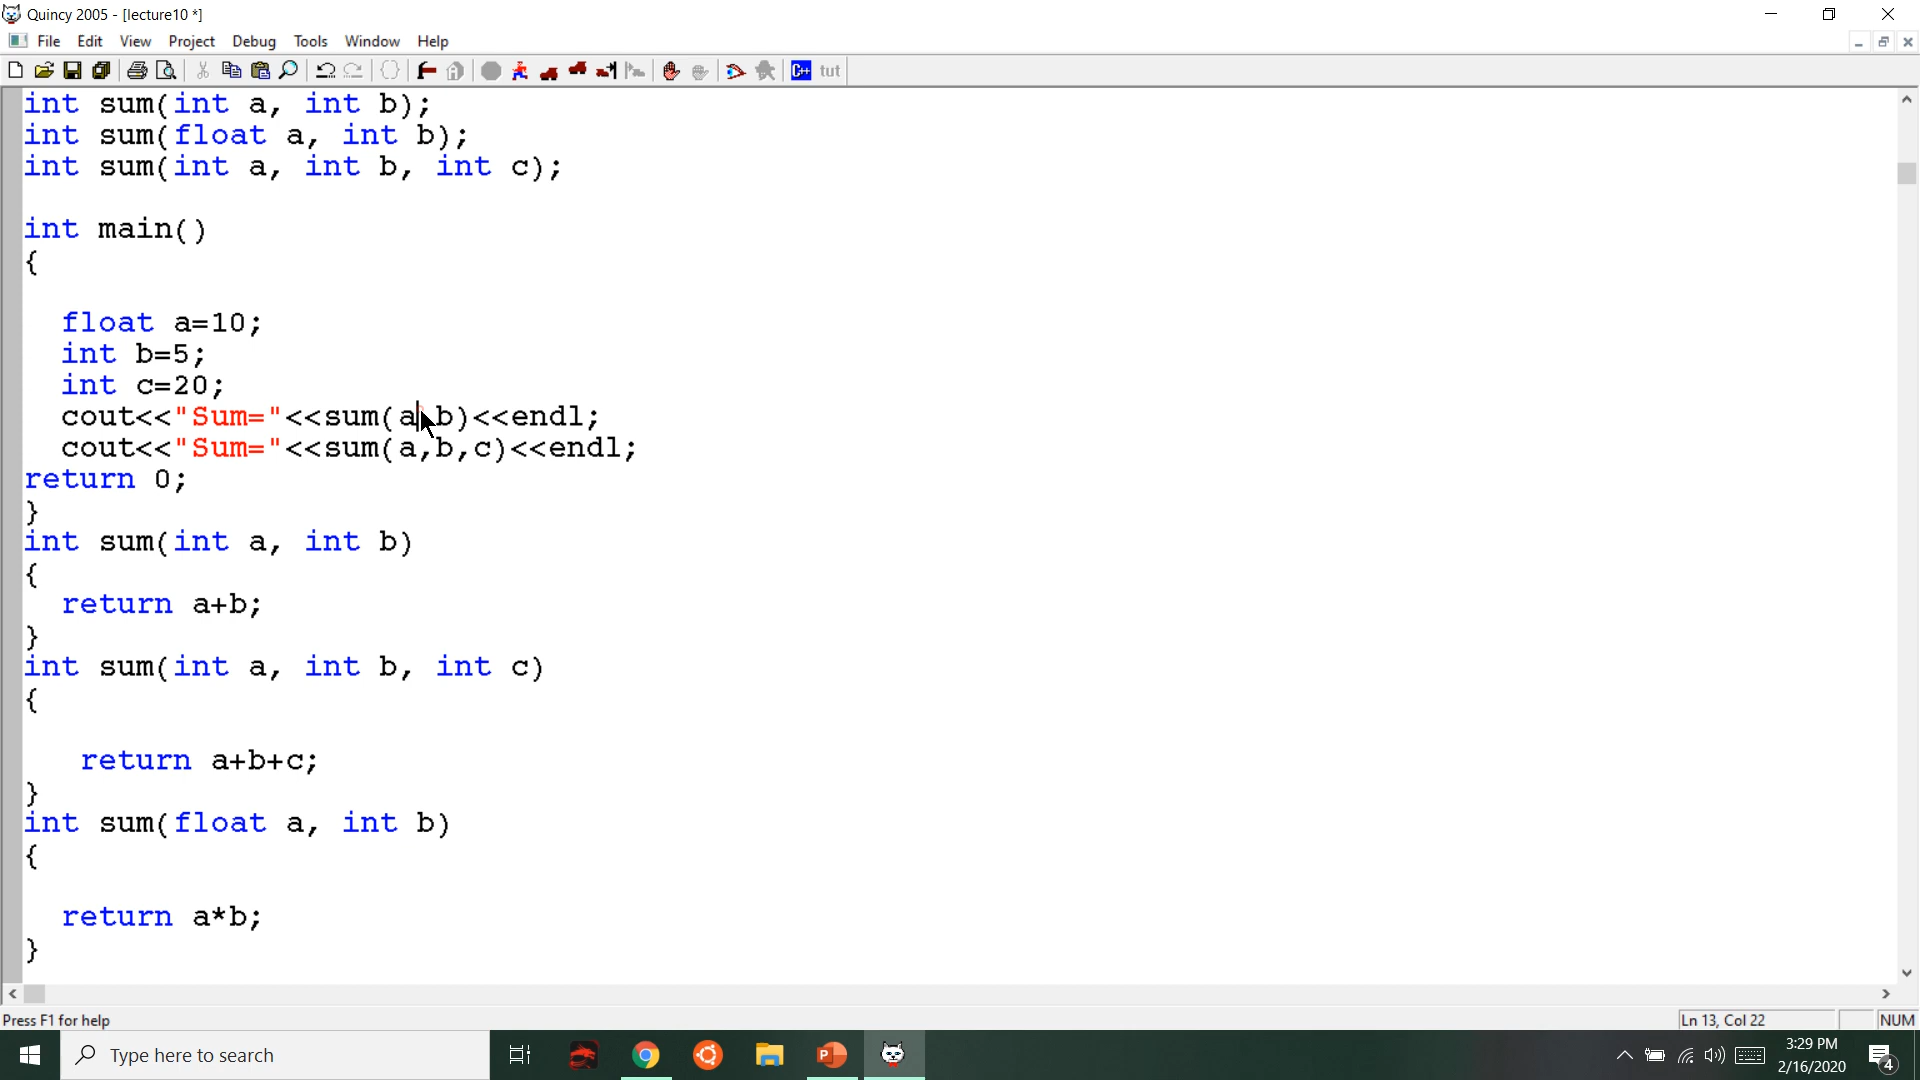 Quincy 2005 - [lecture10 *]
File Edit View Project Debug Tools Window Help
C++ tut
int sum(int a, int b);
int sum(float a, int b);
int sum(int a, int b, int c);
int main()
{
float a=10;
int b=5;
int c=20;
cout<<"Sum="<<sum(a,b)<<endl;
cout<<"Sum="<<sum(a,b,c)<<endl;
return 0;
}
int sum(int a, int b)
{
return a+b;
}
int sum(int a, int b, int c)
{
return a+b+c;
}
int sum(float a, int b)
{
return a*b;
}
Press F1 for help
Ln 13, Col 22
NUM
Type here to search
P
3:29 PM
2/16/2020
4